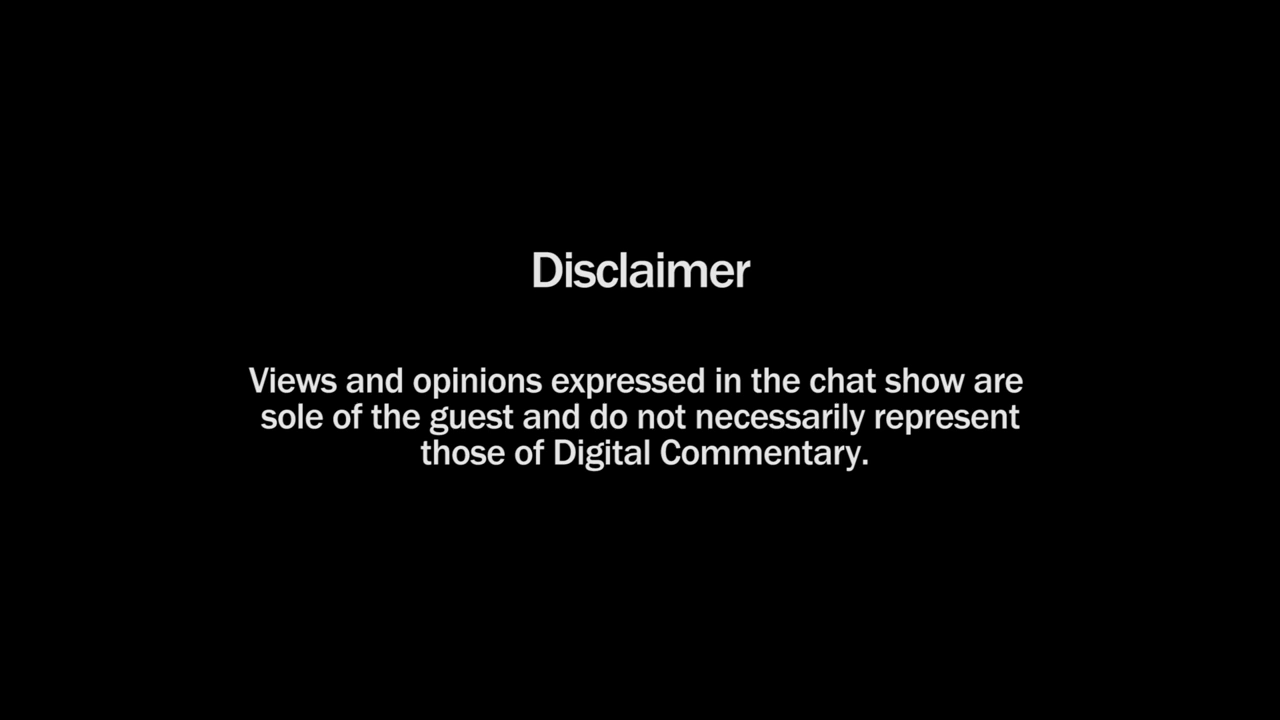 Disclaimer
Views and opinions expressed in the chat show are
sole of the guest and do not necessarily represent
those of Digital Commentary.